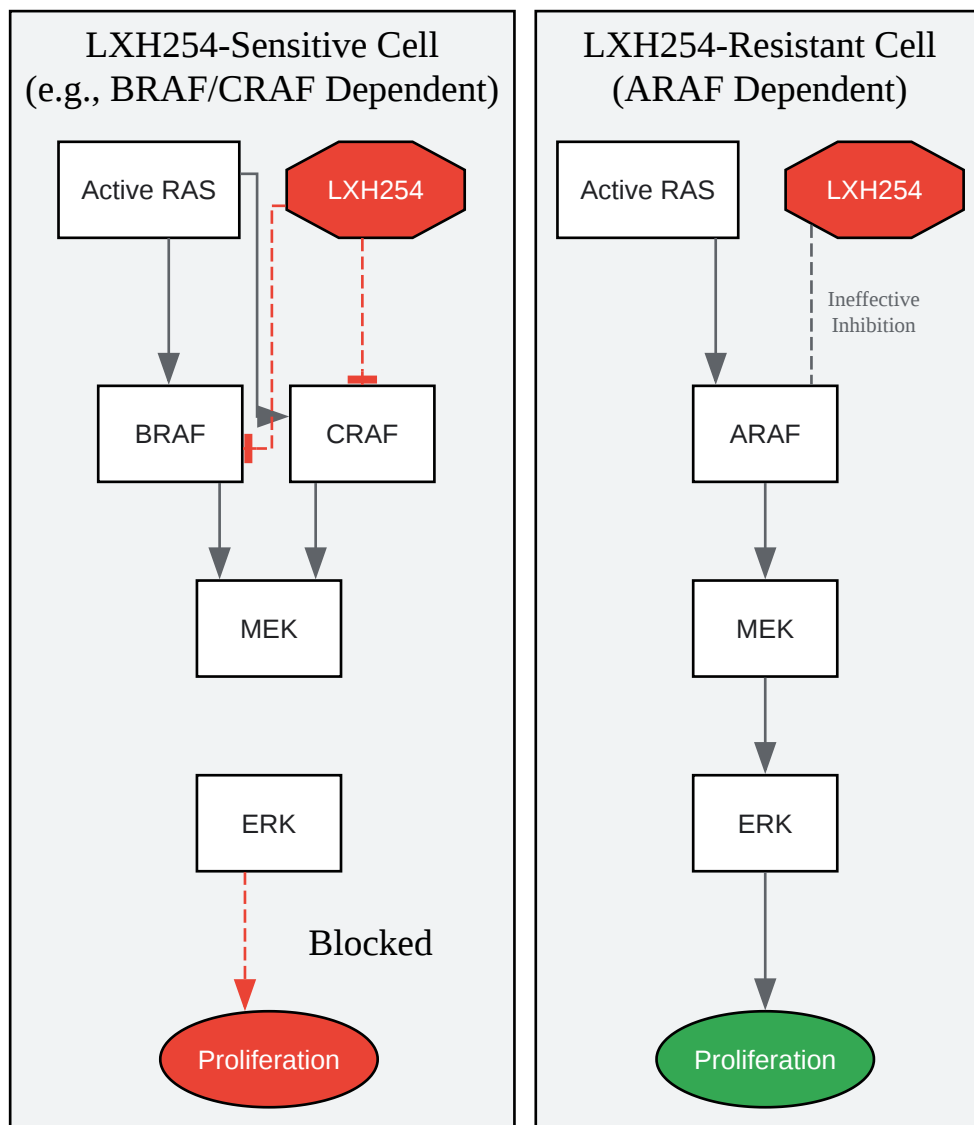 LXH254-Sensitive Cell
(e.g., BRAF/CRAF Dependent)
Active RAS
LXH254
BRAF
CRAF
MEK
ERK
Blocked
Proliferation
LXH254-Resistant Cell
(ARAF Dependent)
Active RAS
LXH254
Ineffective
Inhibition
ARAF
MEK
ERK
Proliferation